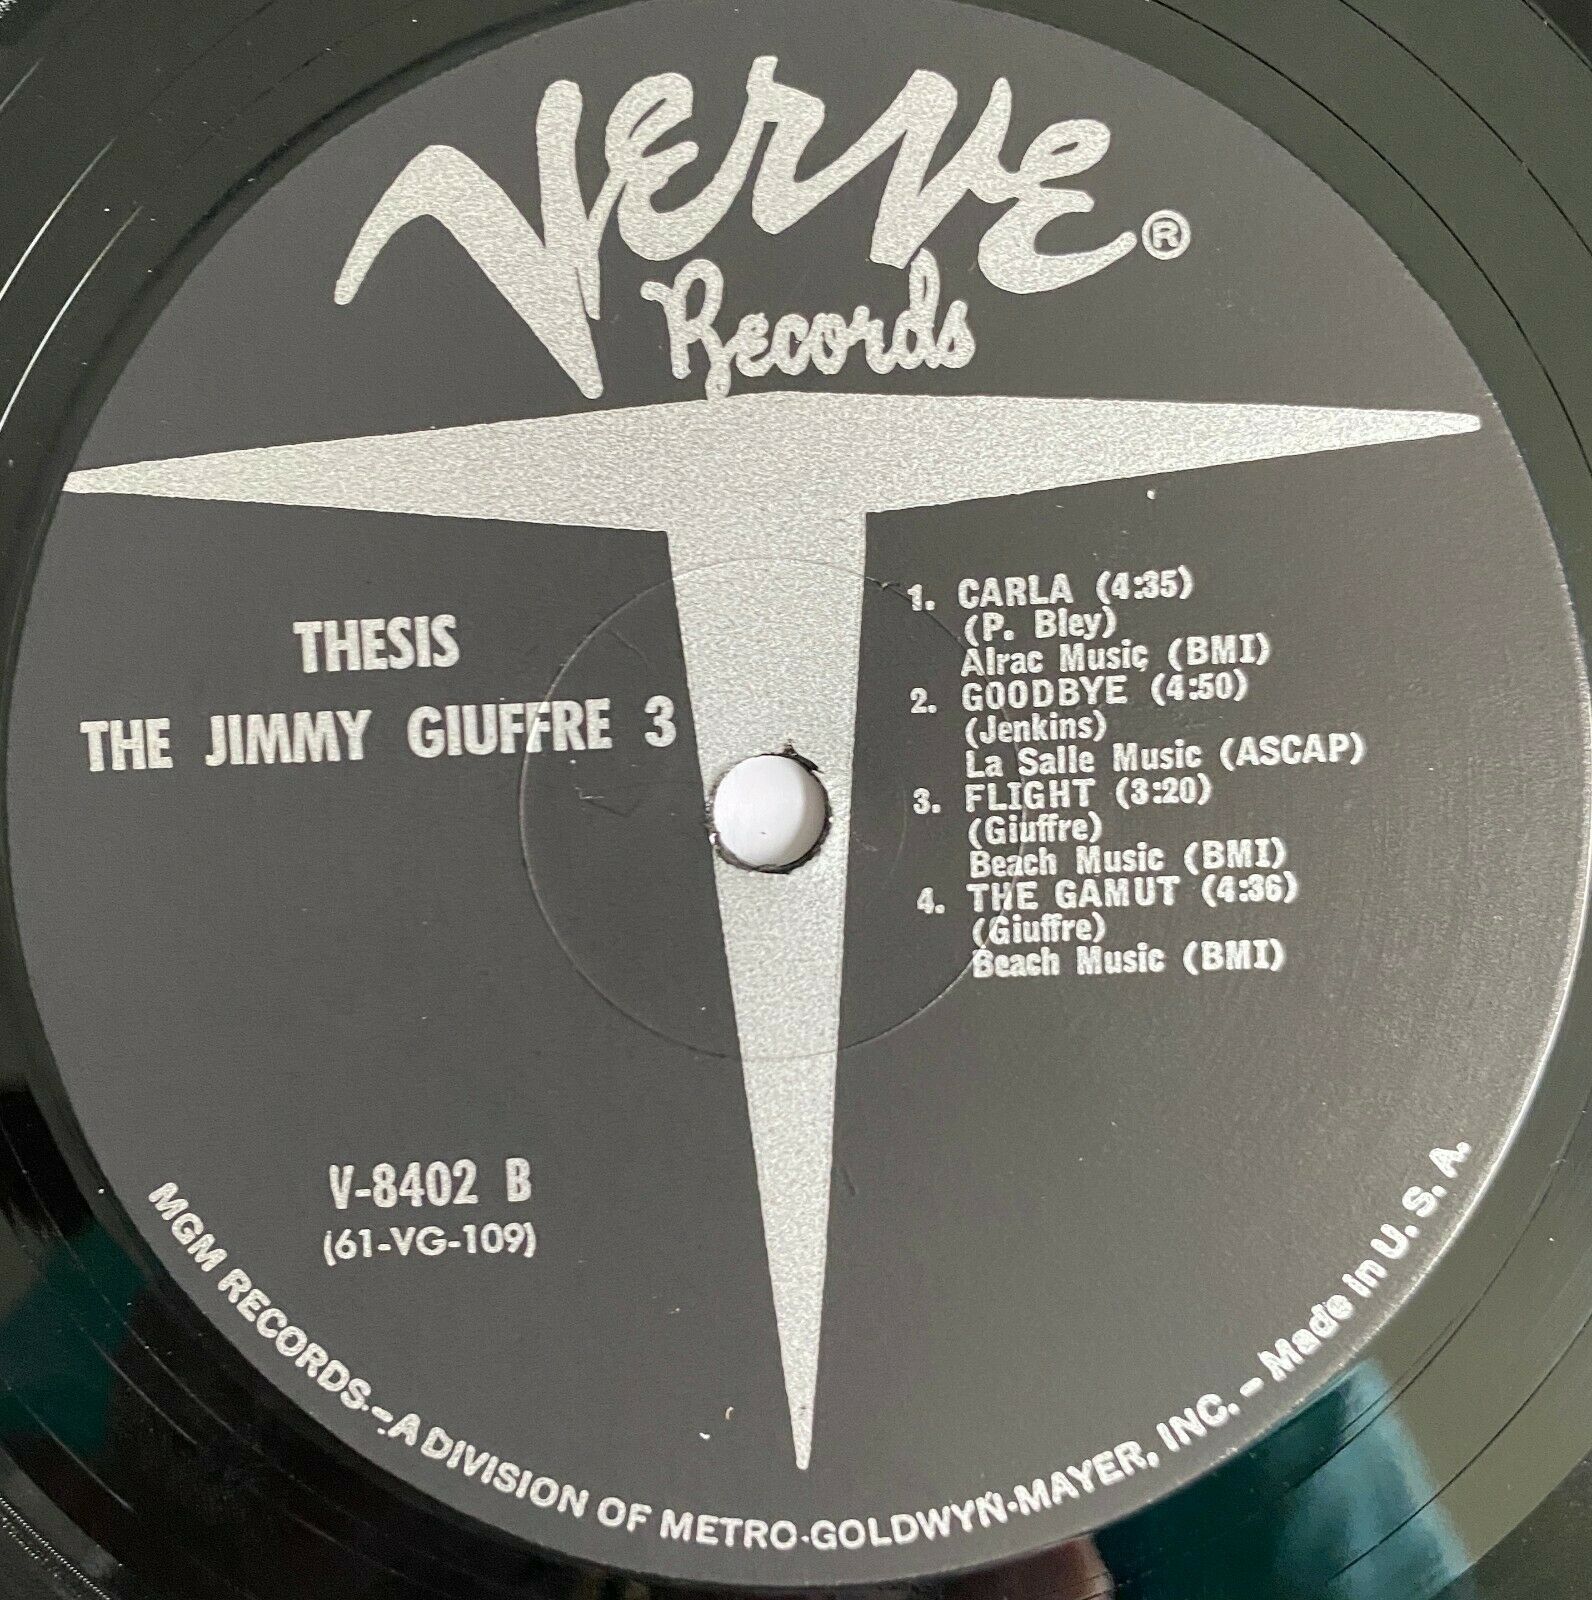 Verve®
Records
THESIS
THE JIMMY GIUFFRE 3
1. CARLA (4:35)
(P. Bley)
Alrac Music (BMI)
2. GOODBYE (4:50)
(Jenkins)
La Salle Music (ASCAP)
3. FLIGHT (3:20)
(Giuffre)
Beach Music (BMI)
4. THE GAMUT (4:36)
(Giuffre)
Beach Music (BMI)
V-8402 B
(61-VG-109)
MGM RECORDS-A DIVISION OF METRO-GOLDWYN-MAYER, INC. - Made in U. S. A.